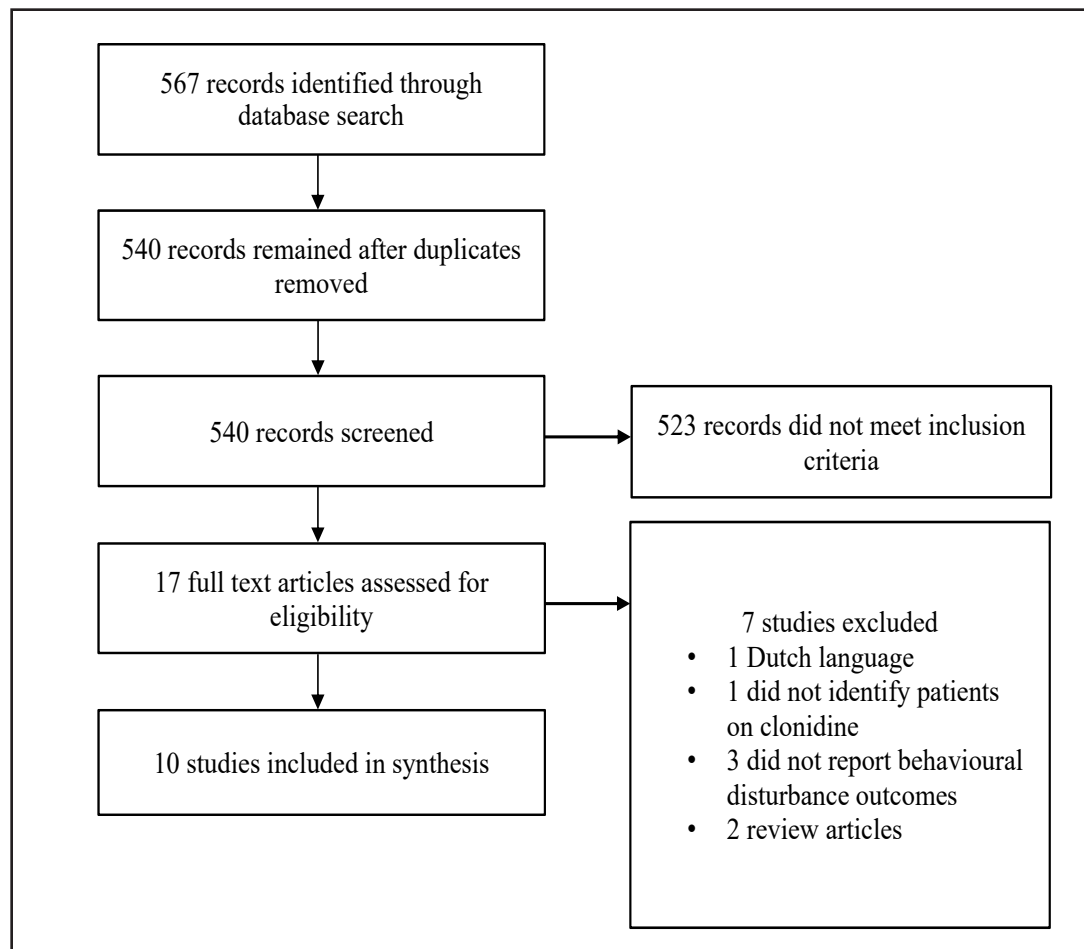 567 records identified through
database search
540 records remained after duplicates
removed
540 records screened
523 records did not meet inclusion
criteria
17 full text articles assessed for
eligibility
7 studies excluded
• 1 Dutch language
• 1 did not identify patients
on clonidine
• 3 did not report behavioural
disturbance outcomes
• 2 review articles
10 studies included in synthesis